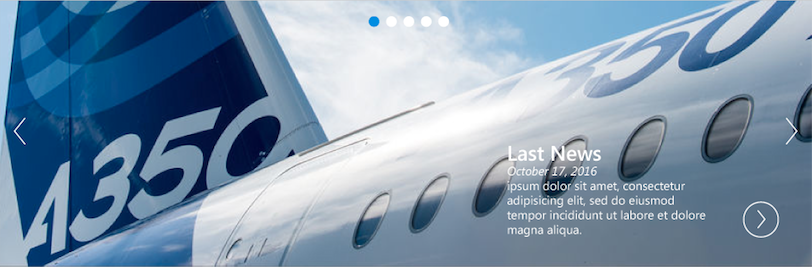 A350
A350
Last News
October 17, 2016
ipsum dolor sit amet, consectetur
adipisicing elit, sed do eiusmod
tempor incididunt ut labore et dolore
magna aliqua.